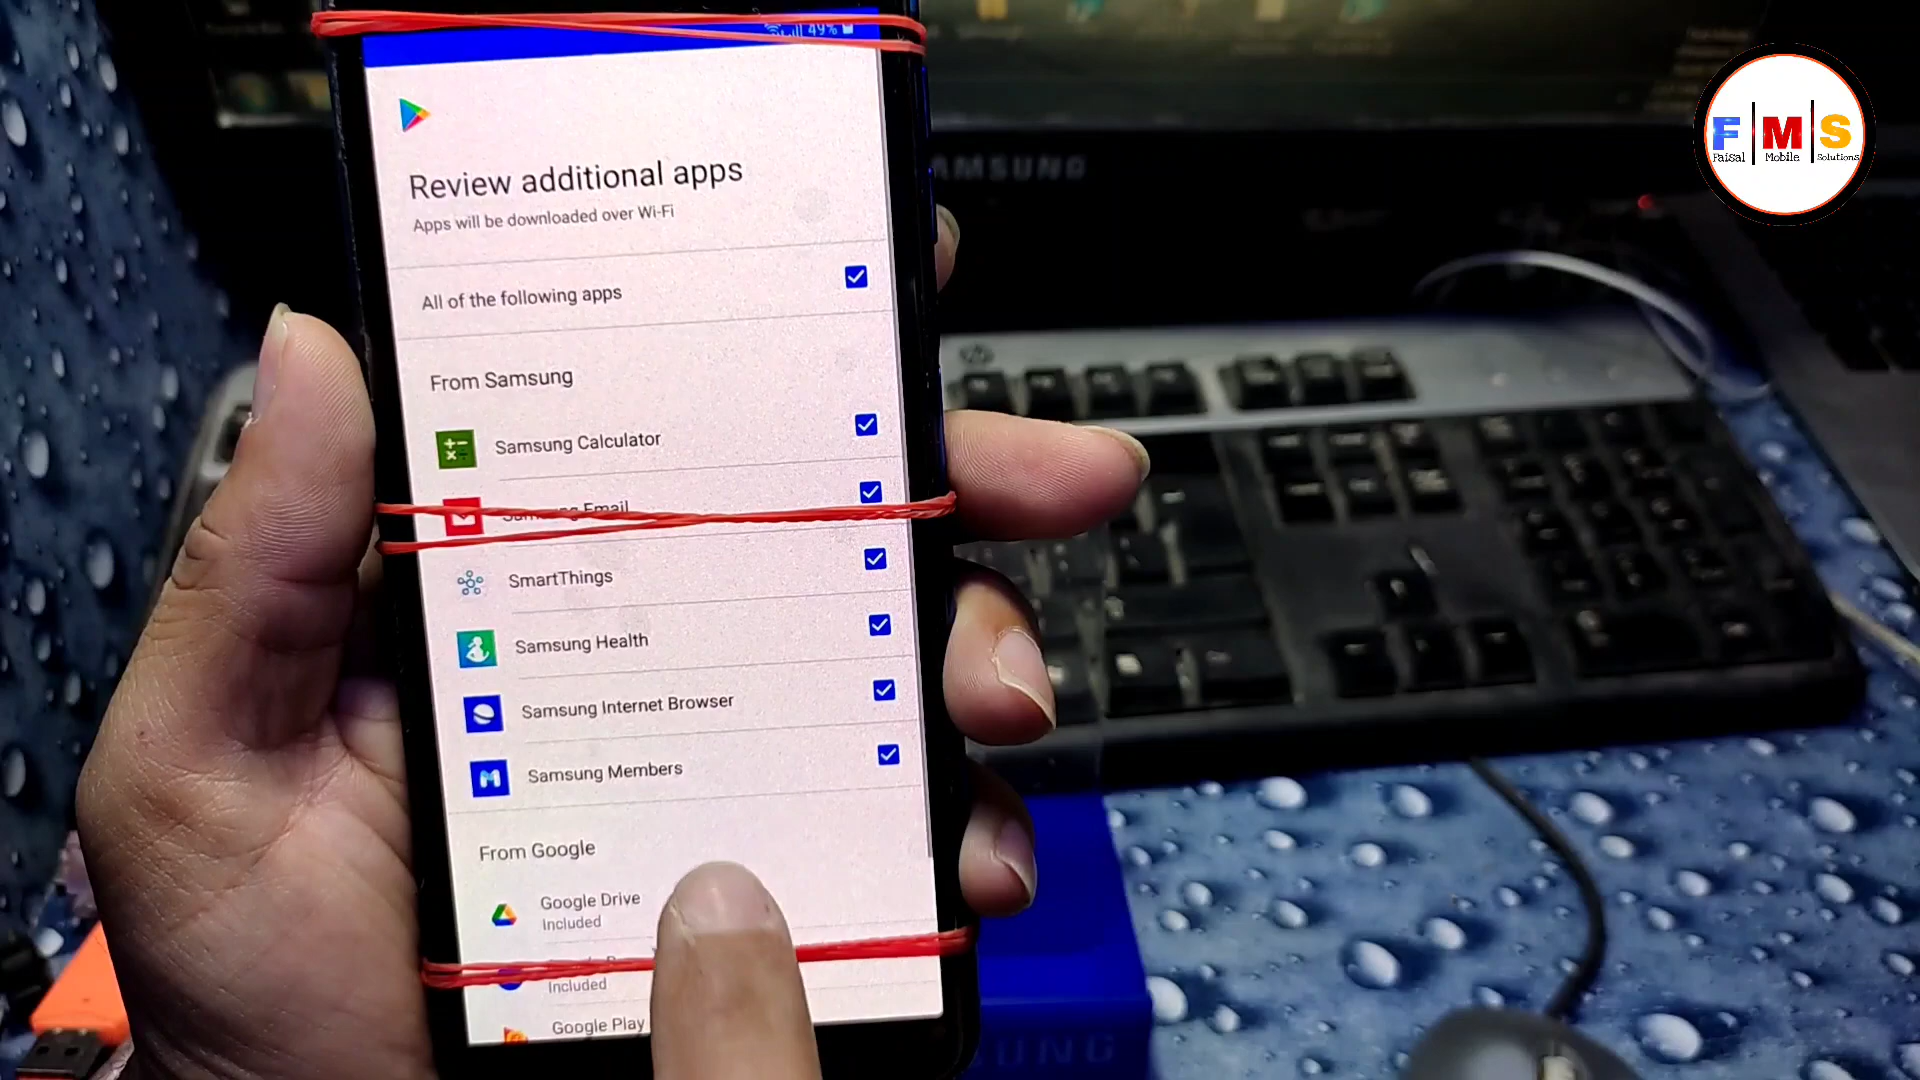 49%
Review additional apps
Apps will be downloaded over Wi-Fi
All of the following apps
From Samsung
Samsung Calculator
Samsung Email
SmartThings
Samsung Health
Samsung Internet Browser
Samsung Members
From Google
Google Drive
Included
Included
Google Play
SAMSUNG
F M S
Faisal Mobile Solutions